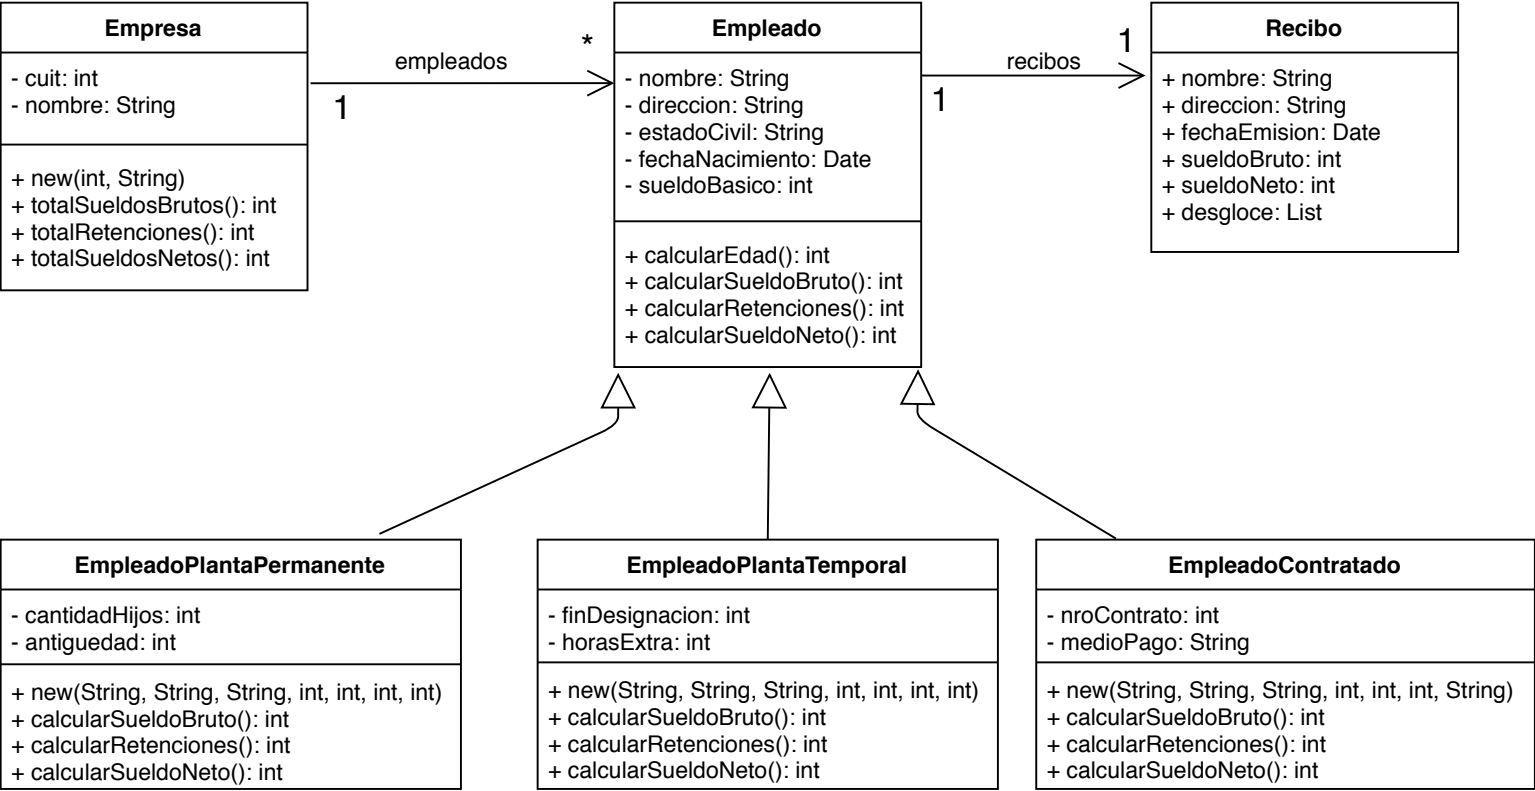 Empresa
- cuit: int
- nombre: String
+ new(int, String)
+ totalSueldosBrutos(): int
+ totalRetenciones(): int
+ totalSueldosNetos(): int
empleados
*
1
Empleado
- nombre: String
- direccion: String
- estadoCivil: String
- fechaNacimiento: Date
- sueldoBasico: int
+ calcularEdad(): int
+ calcularSueldoBruto(): int
+ calcularRetenciones(): int
+ calcularSueldoNeto(): int
recibos
1
1
Recibo
+ nombre: String
+ direccion: String
+ fechaEmision: Date
+ sueldoBruto: int
+ sueldoNeto: int
+ desgloce: List
EmpleadoPlantaPermanente
- cantidadHijos: int
- antiguedad: int
+ new(String, String, String, int, int, int, int)
+ calcularSueldoBruto(): int
+ calcularRetenciones(): int
+ calcularSueldoNeto(): int
EmpleadoPlantaTemporal
- finDesignacion: int
- horasExtra: int
+ new(String, String, String, int, int, int, int)
+ calcularSueldoBruto(): int
+ calcularRetenciones(): int
+ calcularSueldoNeto(): int
EmpleadoContratado
- nroContrato: int
- medioPago: String
+ new(String, String, String, int, int, int, String)
+ calcularSueldoBruto(): int
+ calcularRetenciones(): int
+ calcularSueldoNeto(): int